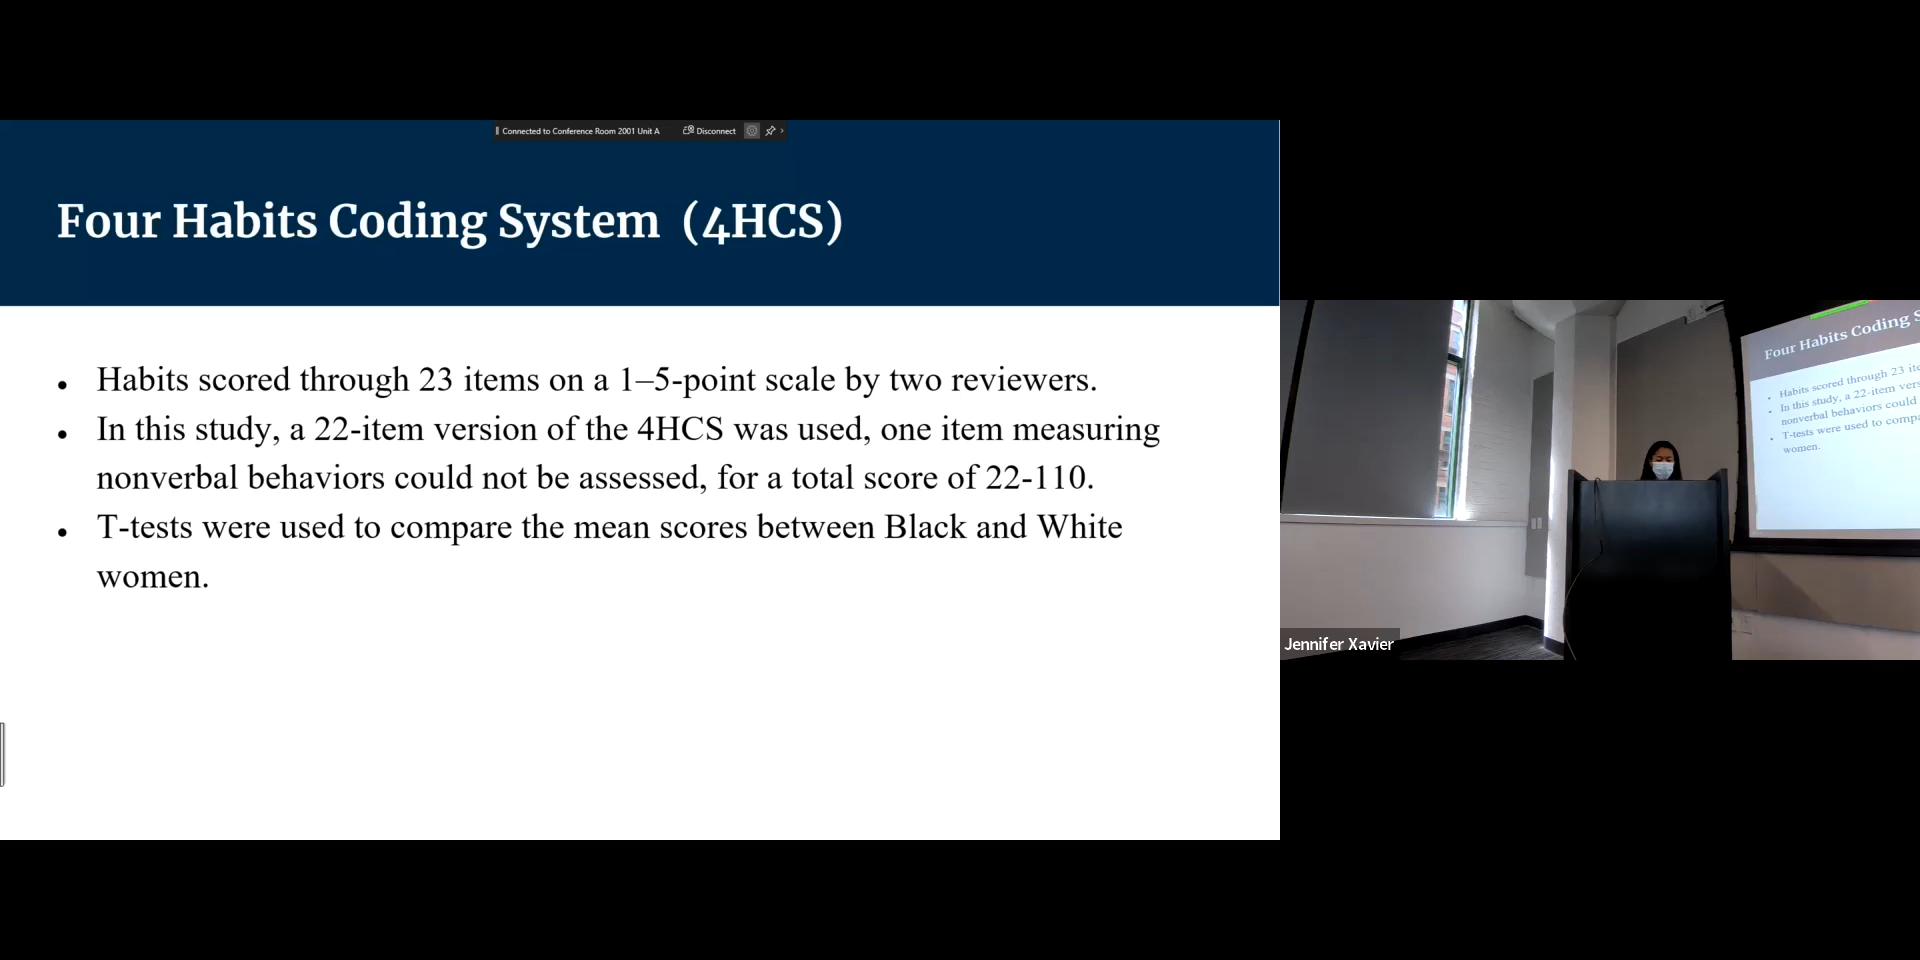 Connected to Conference Room 2001 Unit A Disconnect
Four Habits Coding System (4HCS)
• Habits scored through 23 items on a 1–5-point scale by two reviewers.
• In this study, a 22-item version of the 4HCS was used, one item measuring
nonverbal behaviors could not be assessed, for a total score of 22-110.
• T-tests were used to compare the mean scores between Black and White
women.
Four Habits Coding S
• Habits scored through 23 ite
• In this study, a 22-item vers
nonverbal behaviors could
• T-tests were used to compa
women.
Jennifer Xavier